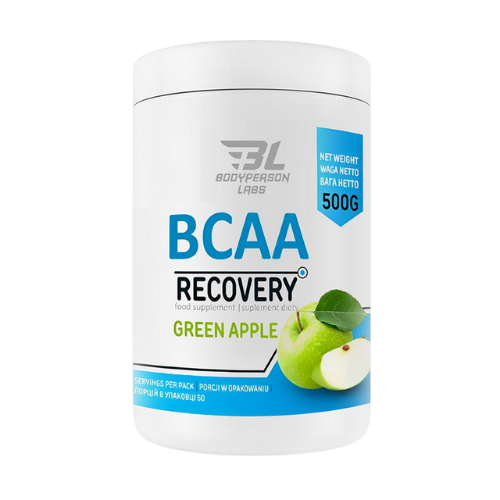 BL
BODYPERSON
LABS
NET WEIGHT
WAGA NETTO
ВАГА НЕТТО
500G
BCAA
RECOVERY
food supplement | suplement diety
GREEN APPLE
SERVINGS PER PACK | PORCJI W OPAKOWANIU
ПОРЦІЙ В УПАКОВЦІ 50